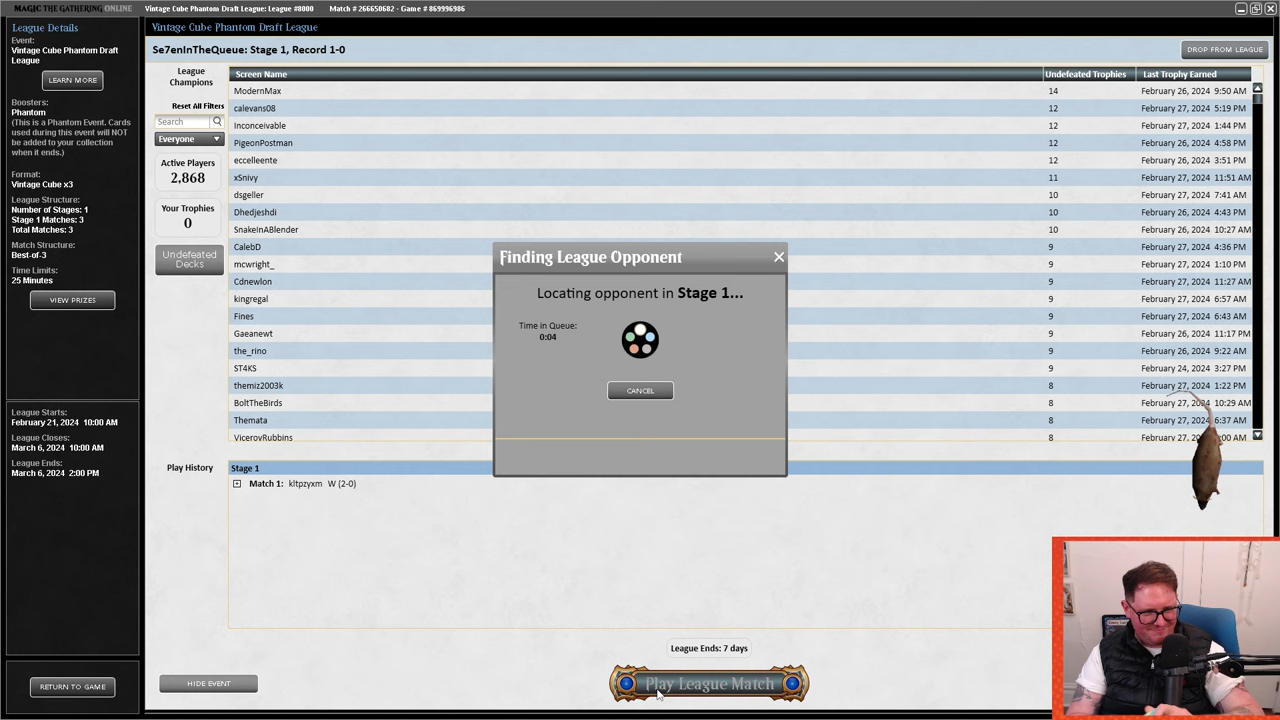 MAGIC THE GATHERING ONLINE
Vintage Cube Phantom Draft League: League #8000 Match # 266650682 - Game # 869996986
League Details
Event:
Vintage Cube Phantom Draft
League
LEARN MORE
Boosters:
Phantom
(This is a Phantom Event. Cards
used during this event will NOT
be added to your collection
when it ends.)
Format:
Vintage Cube x3
League Structure:
Number of Stages: 1
Stage 1 Matches: 3
Total Matches: 3
Match Structure:
Best-of-3
Time Limits:
25 Minutes
VIEW PRIZES
League Starts:
February 21, 2024 10:00 AM
League Closes:
March 6, 2024 10:00 AM
League Ends:
March 6, 2024 2:00 PM
RETURN TO GAME
Vintage Cube Phantom Draft League
Se7enInTheQueue: Stage 1, Record 1-0
DROP FROM LEAGUE
League
Champions
Reset All Filters
Search
Everyone
Active Players
2,868
Your Trophies
0
Undefeated
Decks
Screen Name Undefeated Trophies Last Trophy Earned
ModernMax 14 February 26, 2024 9:50 AM
calevans08 12 February 27, 2024 5:19 PM
Inconceivable 12 February 27, 2024 1:44 PM
PigeonPostman 12 February 27, 2024 4:58 PM
eccelleente 12 February 26, 2024 3:51 PM
xSnivy 11 February 27, 2024 11:51 AM
dsgeller 10 February 27, 2024 7:41 AM
Dhedjeshdi 10 February 26, 2024 4:43 PM
SnakeInABlender 10 February 26, 2024 10:27 AM
CalebD 9 February 27, 2024 4:36 PM
mcwright_ 9 February 27, 2024 1:10 PM
Cdnewlon 9 February 27, 2024 11:27 AM
kingregal 9 February 27, 2024 6:57 AM
Fines 9 February 27, 2024 6:43 AM
Gaeanewt 9 February 26, 2024 11:17 PM
the_rino 9 February 26, 2024 9:22 AM
ST4KS 9 February 24, 2024 3:27 PM
themiz2003k 8 February 27, 2024 1:22 PM
BoltTheBirds 8 February 27, 2024 10:29 AM
Themata 8 February 27, 2024 6:37 AM
VicerovRubbins 8 February 27,
Finding League Opponent
Locating opponent in Stage 1...
Time in Queue:
0:04
CANCEL
Play History
Stage 1
Match 1: kltpzyxm W (2-0)
League Ends: 7 days
HIDE EVENT
Play League Match